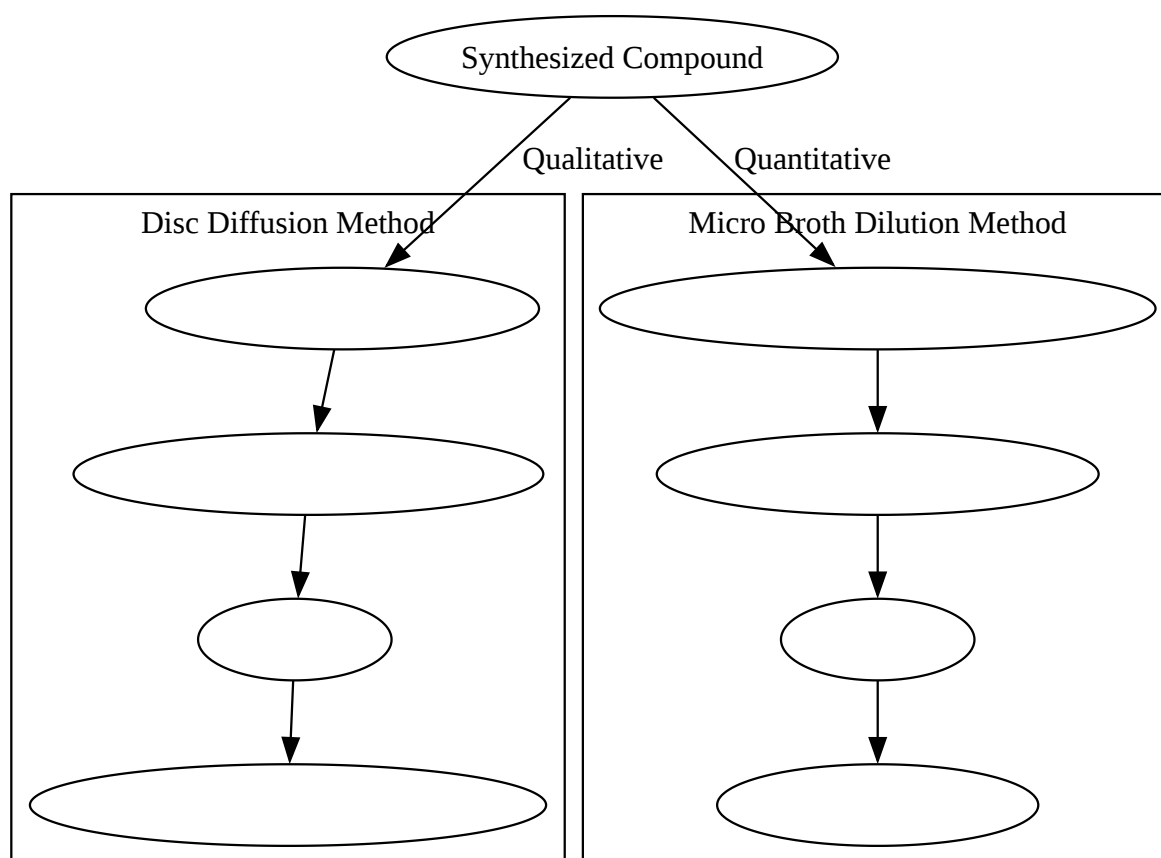 Synthesized Compound
Qualitative
Quantitative
Disc Diffusion Method
Micro Broth Dilution Method